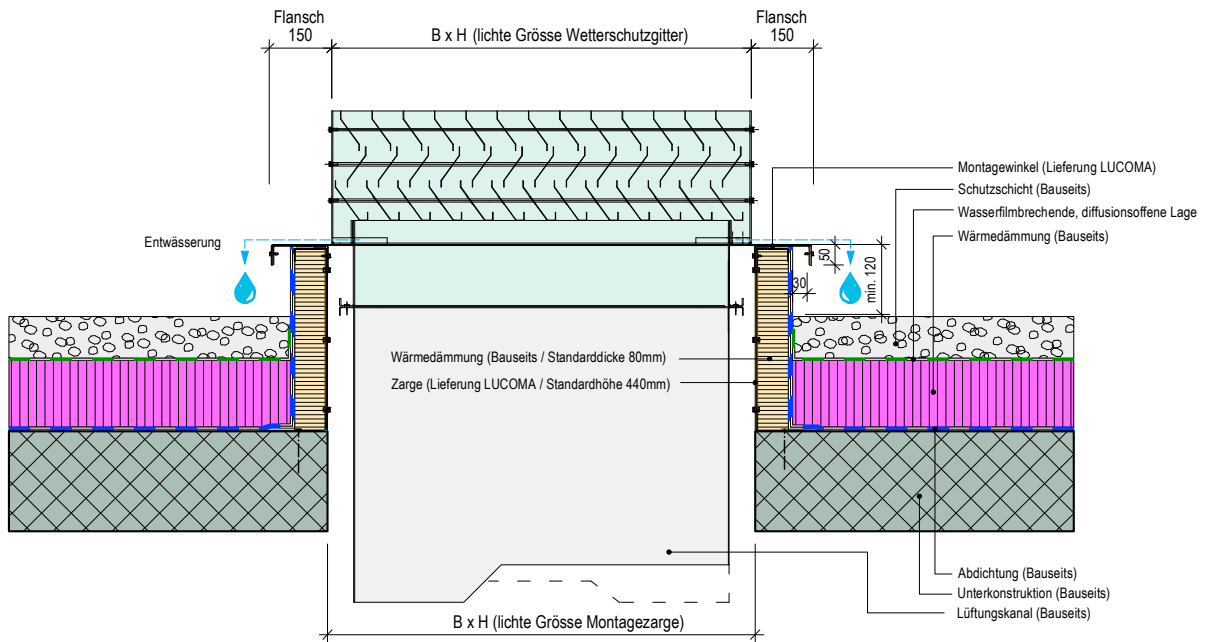 Flansch
150
B x H (lichte Grösse Wetterschutzgitter)
Flansch
150
Montagewinkel (Lieferung LUCOMA)
Schutzschicht (Bauseits)
Wasserfilmbrechende, diffusionsoffene Lage
Wärmedämmung (Bauseits)
Entwässerung
50
min. 120
30
Wärmedämmung (Bauseits / Standarddicke 80mm)
Zarge (Lieferung LUCOMA / Standardhöhe 440mm)
Abdichtung (Bauseits)
Unterkonstruktion (Bauseits)
Lüftungskanal (Bauseits)
B x H (lichte Grösse Montagezarge)